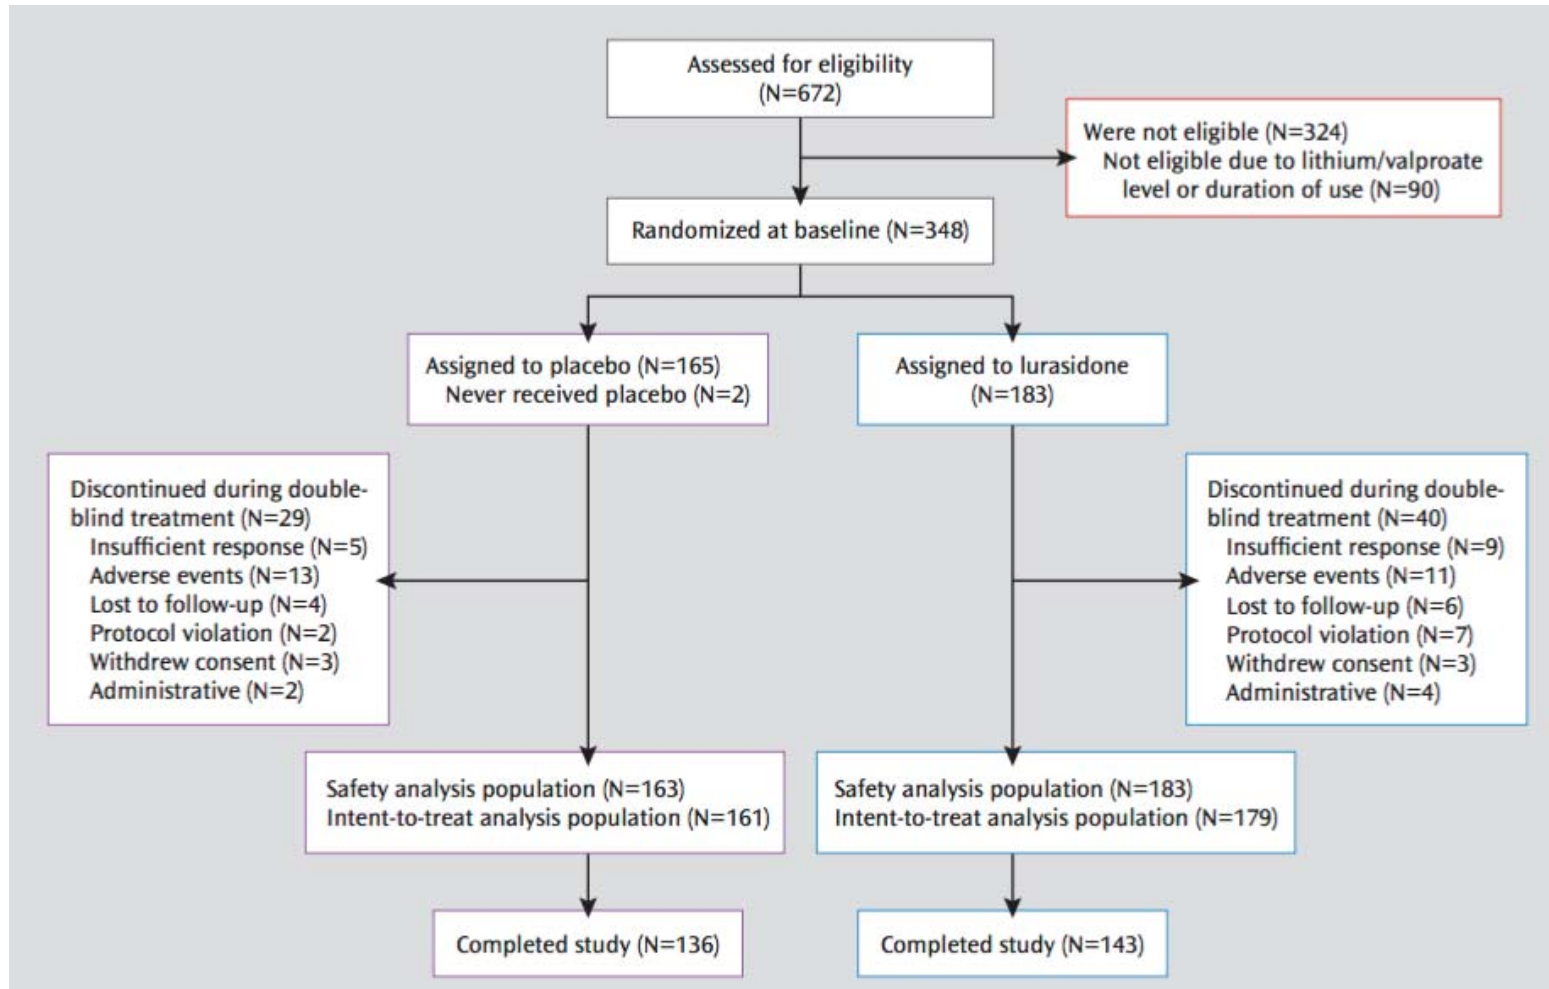 Assessed for eligibility
(N=672)
Were not eligible (N=324)
Not eligible due to lithium/valproate
level or duration of use (N=90)
Randomized at baseline (N=348)
Assigned to placebo (N=165)
Never received placebo (N=2)
Assigned to lurasidone
(N=183)
Discontinued during double-
blind treatment (N=29)
Insufficient response (N=5)
Adverse events (N=13)
Lost to follow-up (N=4)
Protocol violation (N=2)
Withdrew consent (N=3)
Administrative (N=2)
Discontinued during double-
blind treatment (N=40)
Insufficient response (N=9)
Adverse events (N=11)
Lost to follow-up (N=6)
Protocol violation (N=7)
Withdrew consent (N=3)
Administrative (N=4)
Safety analysis population (N=163)
Intent-to-treat analysis population (N=161)
Safety analysis population (N=183)
Intent-to-treat analysis population (N=179)
Completed study (N=136)
Completed study (N=143)